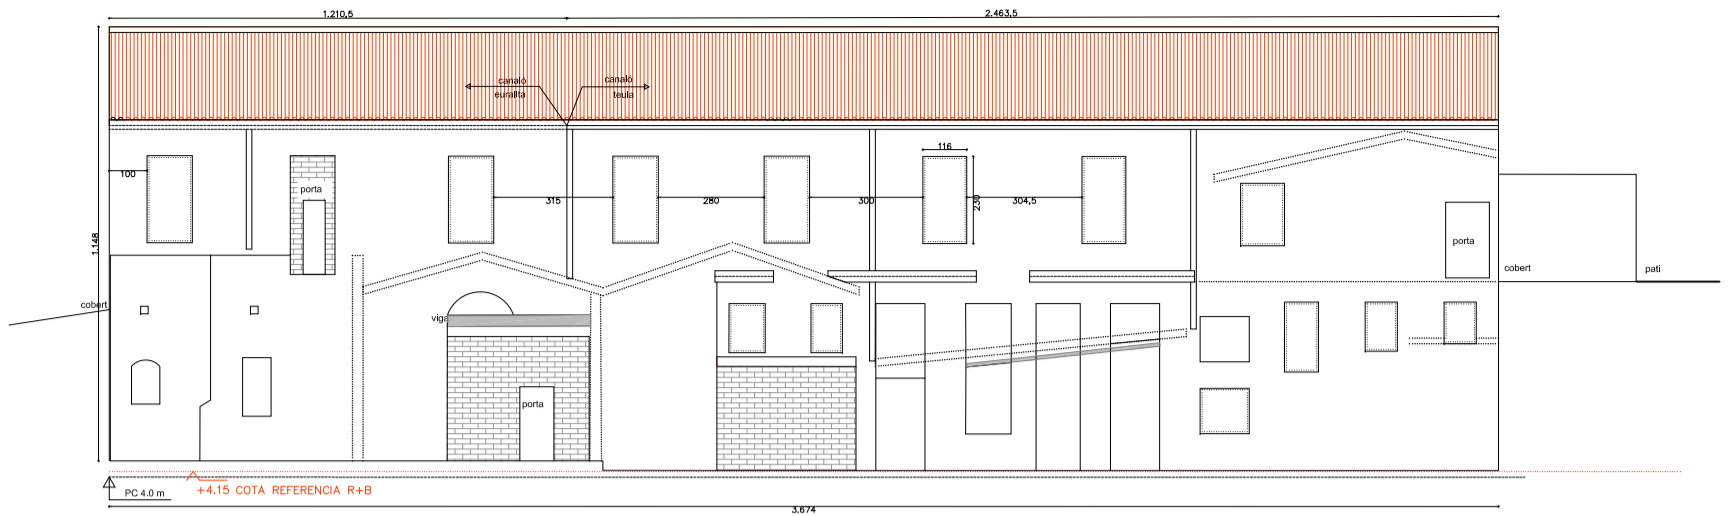 1.210,5
2.463,5
canaló
eurallta
canaló
teula
100
porta
315
280
300
116
230
304,5
1.148
porta
cobert
pati
cobert
viga
porta
PC 4.0 m
+4.15 COTA REFERENCIA R+B
3.674